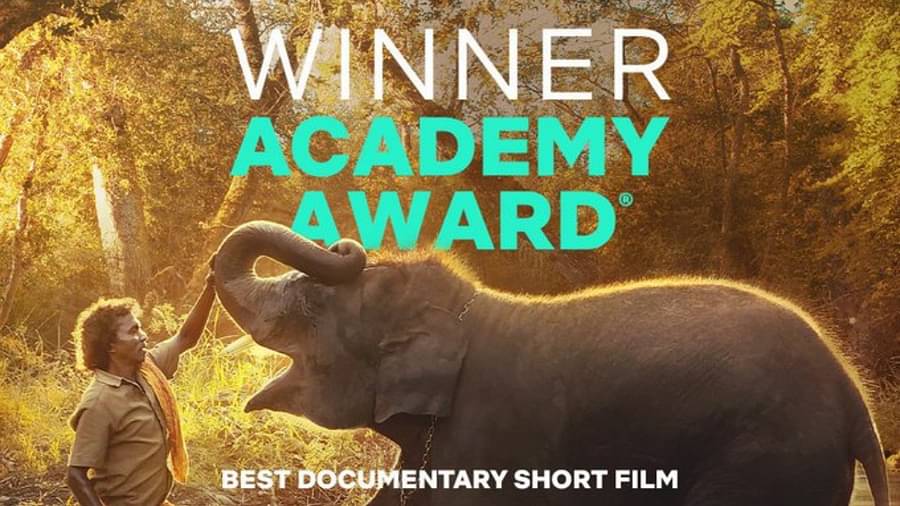 WINNER
ACADEMY
AWARD®
BEST DOCUMENTARY SHORT FILM